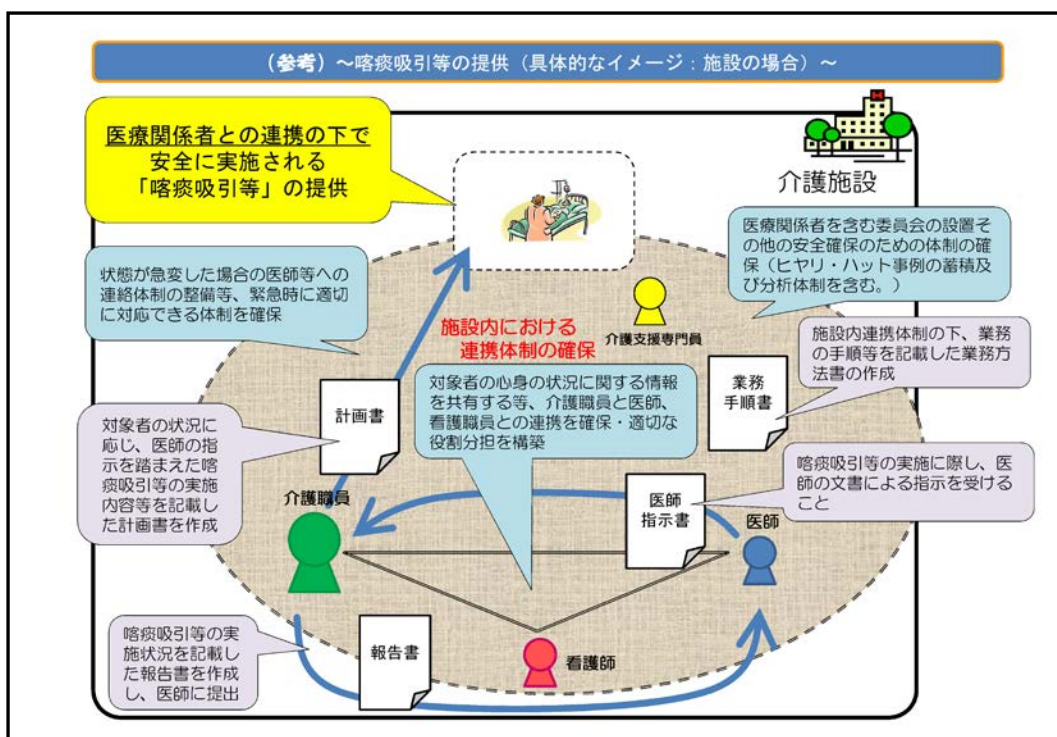 （参考）～喀痰吸引等の提供（具体的なイメージ：施設の場合）～
医療関係者との連携の下で
安全に実施される
「喀痰吸引等」の提供
H
介護施設
医療関係者を含む委員会の設置そ
の他の安全確保のための体制の確
保（ヒヤリ・ハット事例の蓄積及
び分析体制を含む。）
状態が急変した場合の医師等への
連絡体制の整備等、緊急時に適切
に対応できる体制を確保
施設内における
連携体制の確保
介護支援専門員
施設内連携体制の下、業務
の手順等を記載した業務方
法書の作成
業務
手順書
計画書
対象者の心身の状況に関する情報
を共有する等、介護職員と医師、
看護職員との連携を確保・適切な
役割分担を構築
対象者の状況に
応じ、医師の指
示を踏まえた喀
痰吸引等の実施
内容等を記載し
た計画書を作成
喀痰吸引等の実施に際し、医
師の文書による指示を受ける
こと
介護職員
医師
指示書
医師
喀痰吸引等の実
施状況を記載し
た報告書を作成
し、医師に提出
報告書
看護師